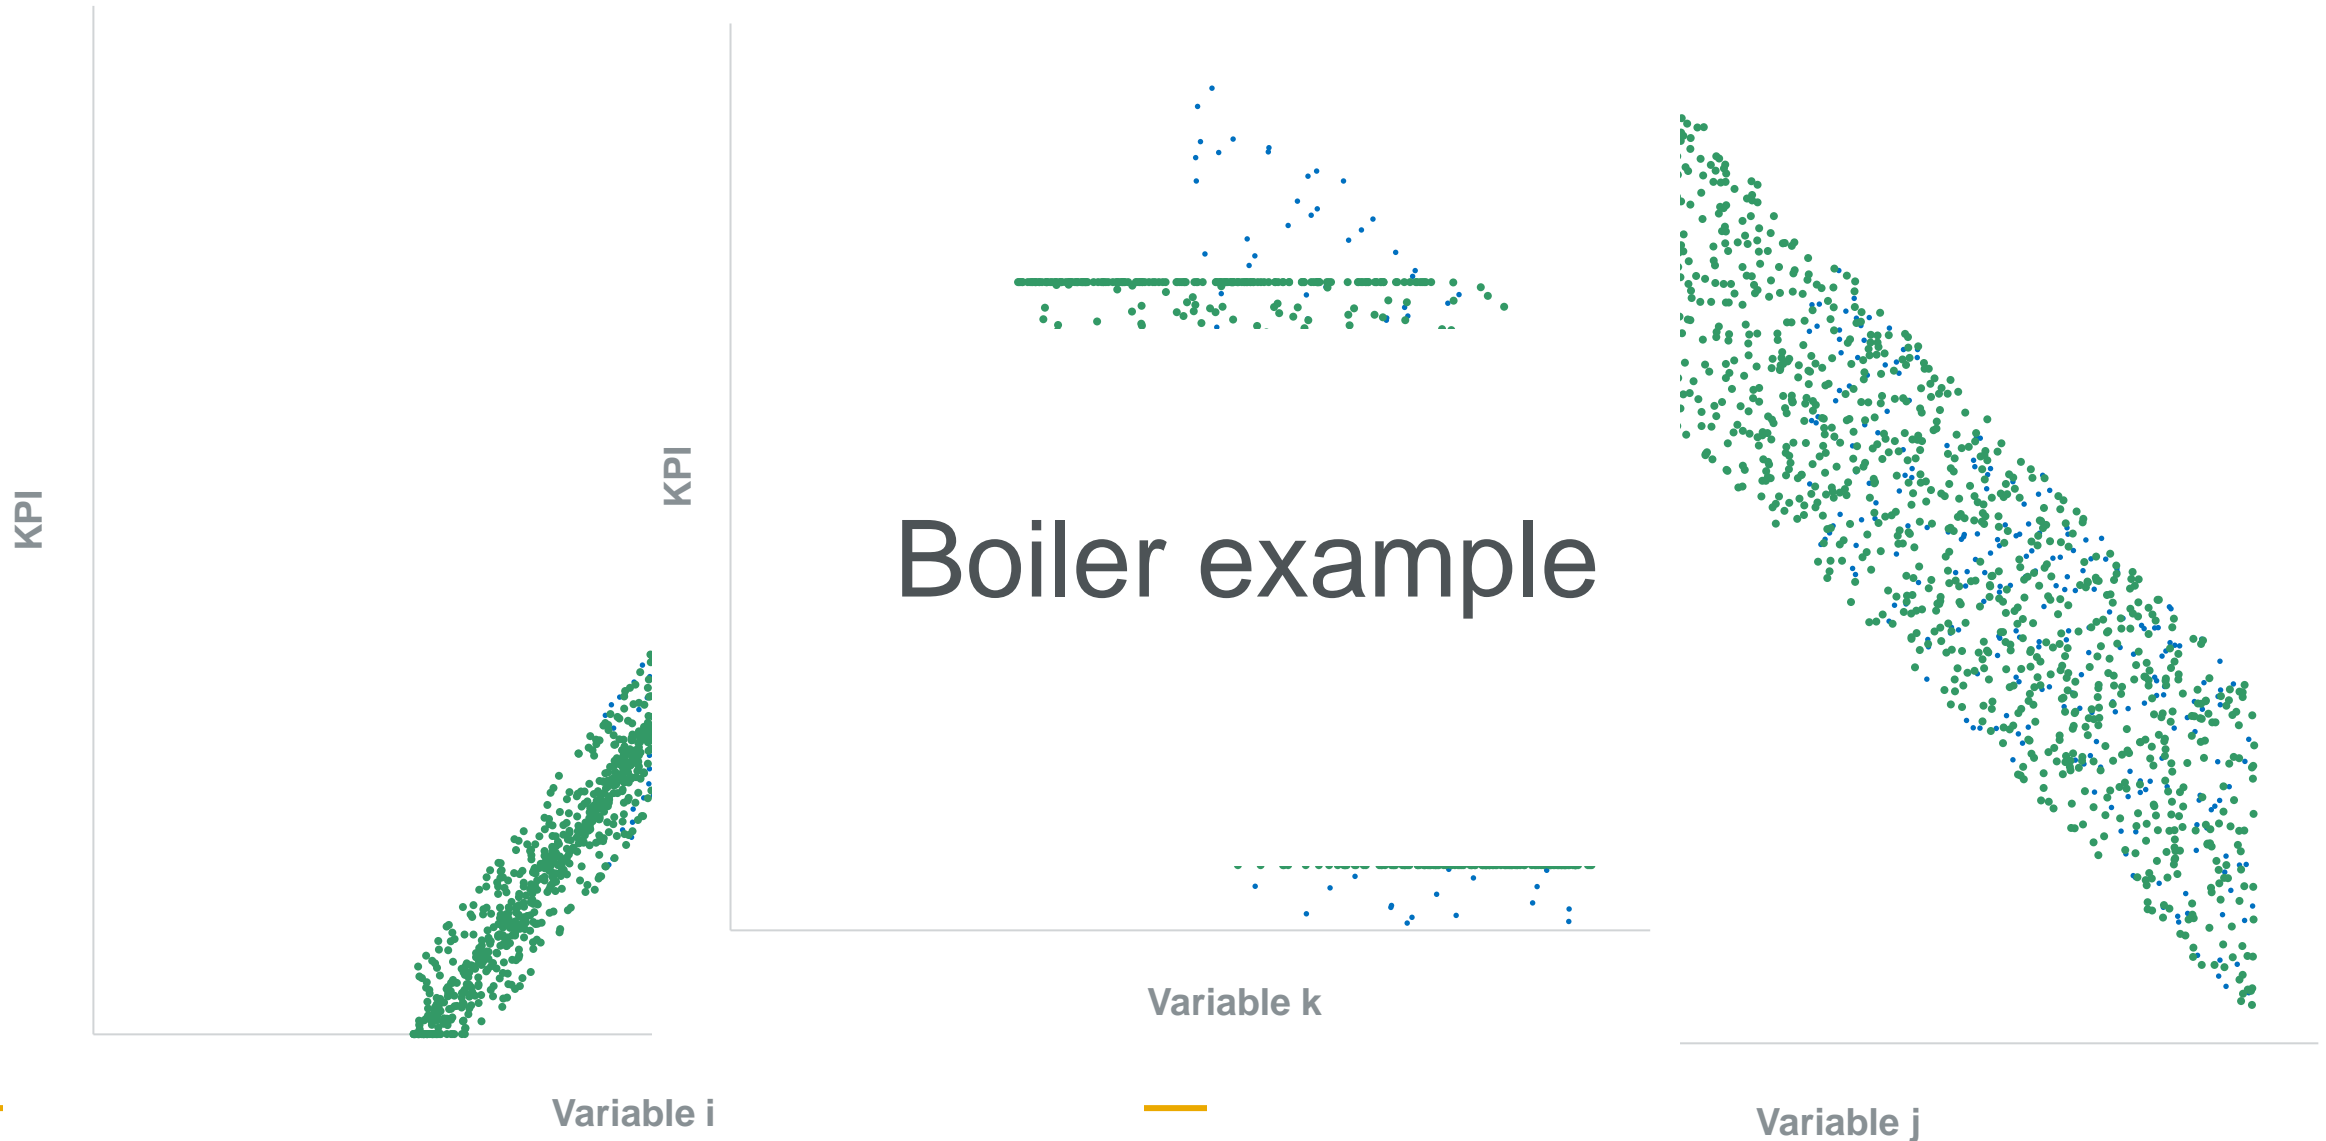 KPI
KPI
Boiler example
Variable k
Variable i
Variable j